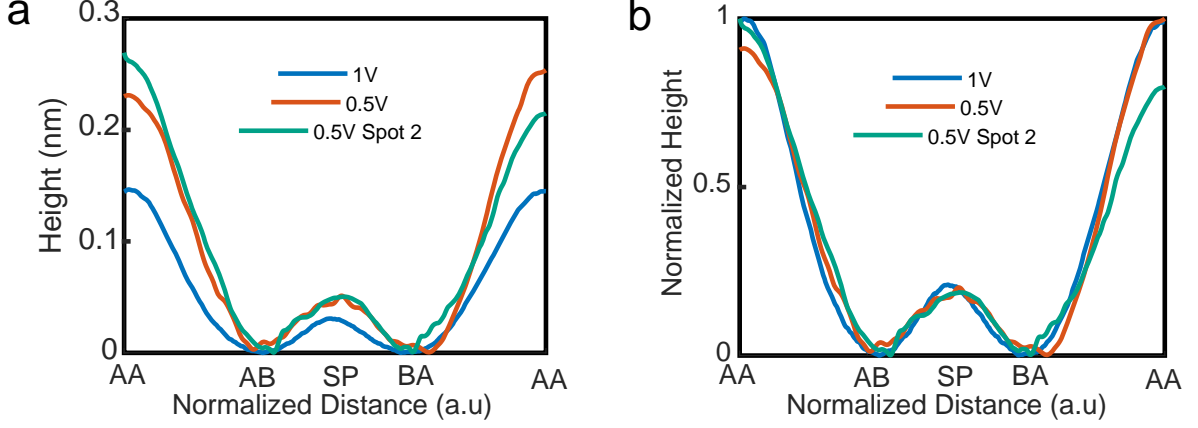 a
0.3
0.2
0.1
0
Height (nm)
1V
0.5V
0.5V Spot 2
AA
AB
SP
BA
AA
Normalized Distance (a.u)
b
1
0.5
0
Normalized Height
1V
0.5V
0.5V Spot 2
AA
AB
SP
BA
AA
Normalized Distance (a.u)